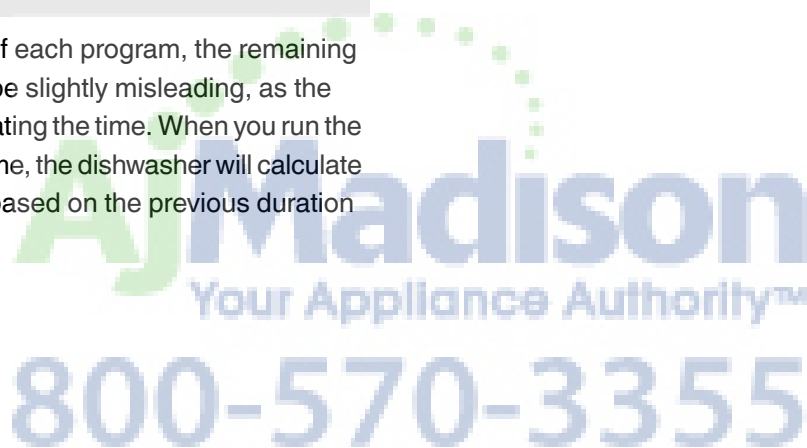 f each program, the remaining
be slightly misleading, as the
ating the time. When you run the
me, the dishwasher will calculate
based on the previous duration
AjMadison
Your Appliance Authority™
800-570-3355